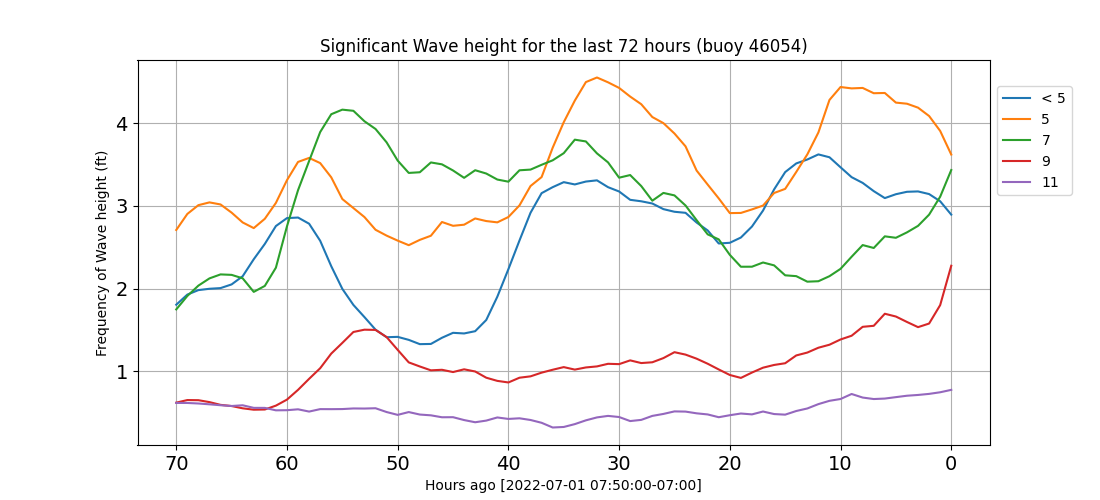 Significant Wave height for the last 72 hours (buoy 46054)
Frequency of Wave height (ft)
4
3
2
1
70 60 50 40 30 20 10 0
Hours ago [2022-07-01 07:50:00-07:00]
< 5
5
7
9
11